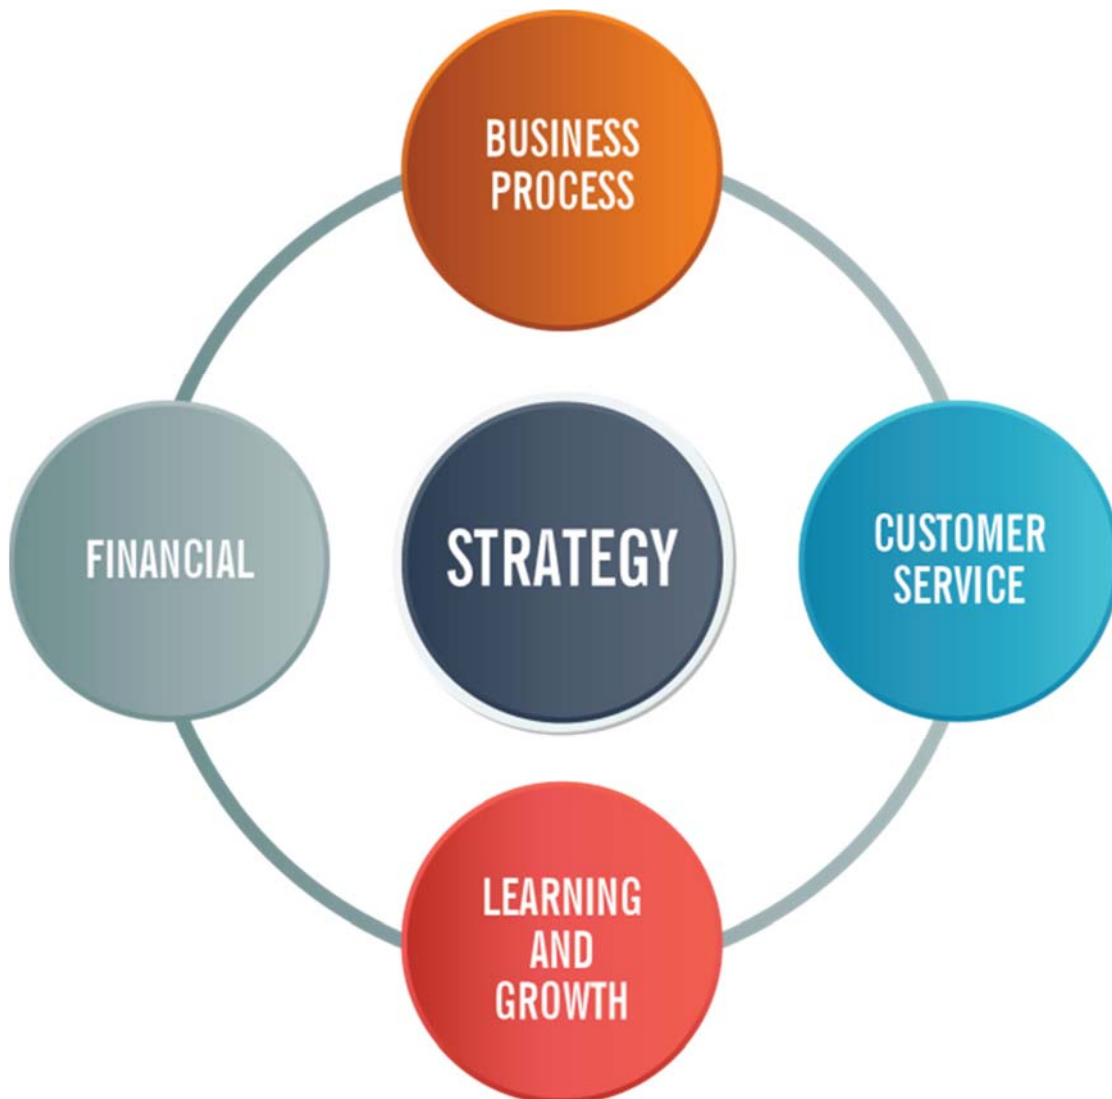 BUSINESS
PROCESS
FINANCIAL
STRATEGY
CUSTOMER
SERVICE
LEARNING
AND
GROWTH